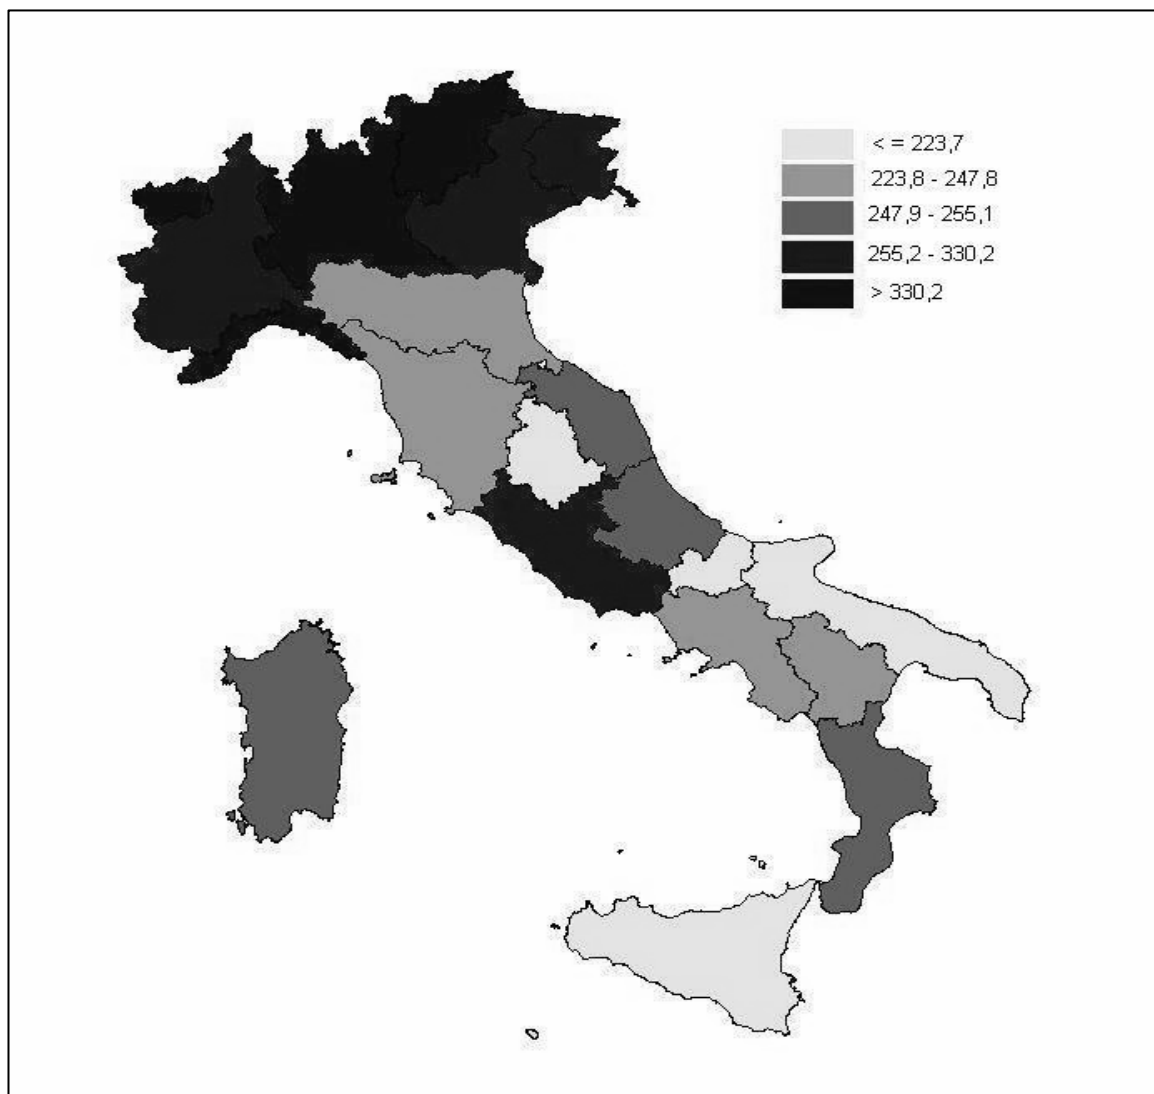 < = 223,7
223,8 - 247,8
247,9 - 255,1
255,2 - 330,2
> 330,2